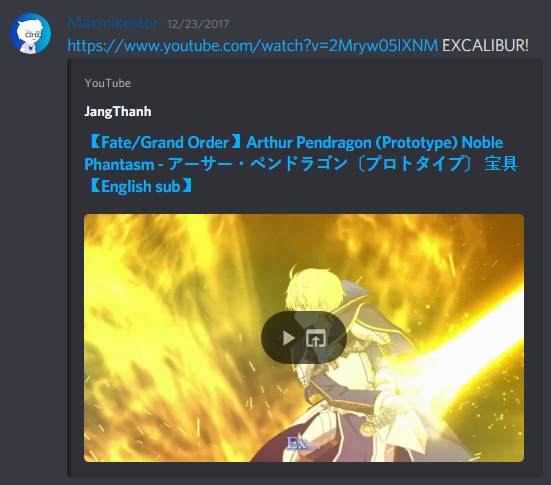 Maxmikester 12/23/2017
https://www.youtube.com/watch?v=2Mryw05IXNM EXCALIBUR!
YouTube
JangThanh
【Fate/Grand Order】Arthur Pendragon (Prototype) Noble
Phantasm - アーサー・ペンドラゴン〔プロトタイプ〕 宝具
【English sub】
Ex...